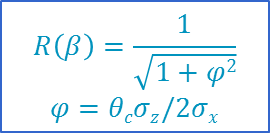 R(β) = 1 / √(1 + φ²)
φ = θ_c σ_z / 2σ_x